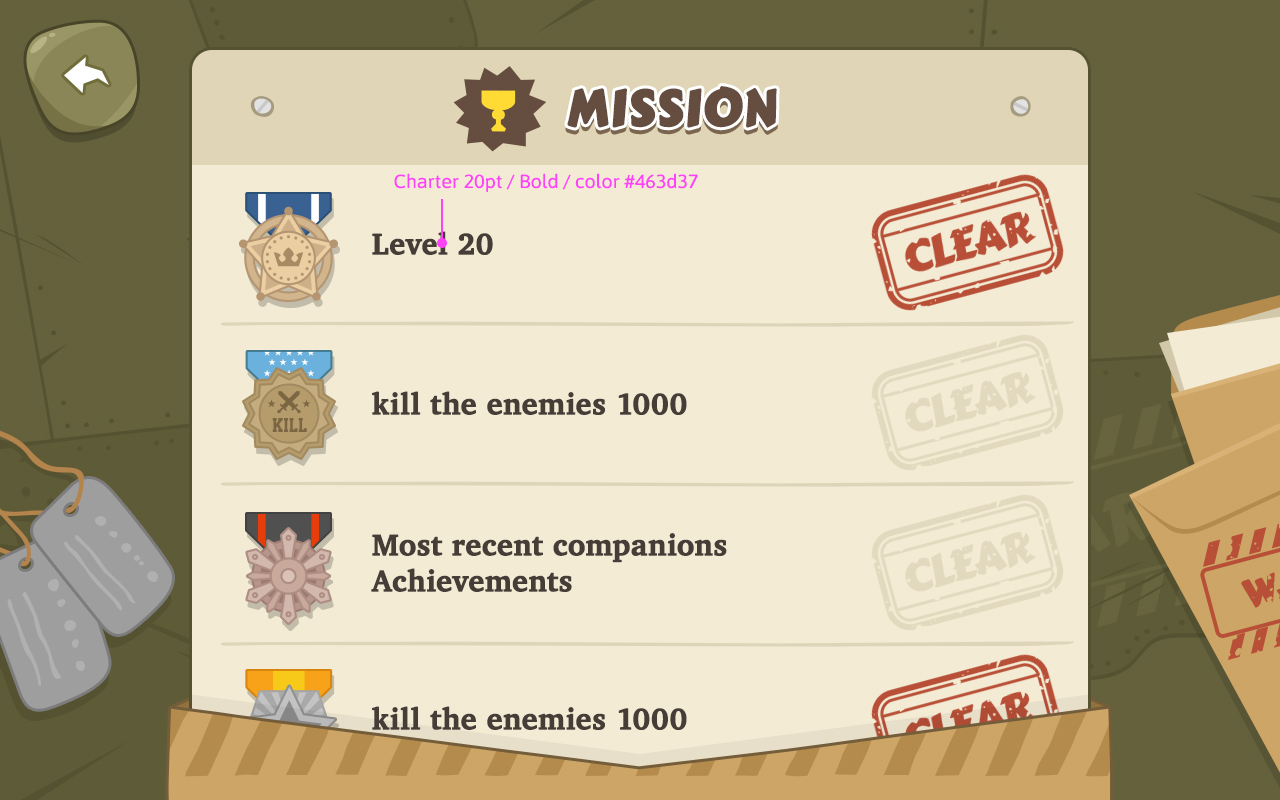 MISSION
Charter 20pt / Bold / color #463d37
Level 20
CLEAR
KILL
kill the enemies 1000
CLEAR
Most recent companions
Achievements
CLEAR
kill the enemies 1000
CLEAR